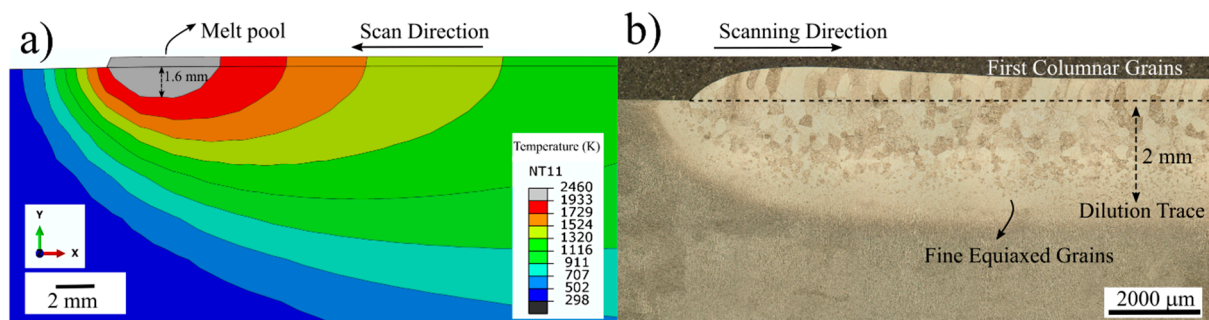 a)
Melt pool
Scan Direction
1.6 mm
Temperature (K)
NT11
2460
1933
1729
1524
1320
1116
911
707
502
298
Y
X
2 mm
b)
Scanning Direction
First Columnar Grains
2 mm
Dilution Trace
Fine Equiaxed Grains
2000 µm